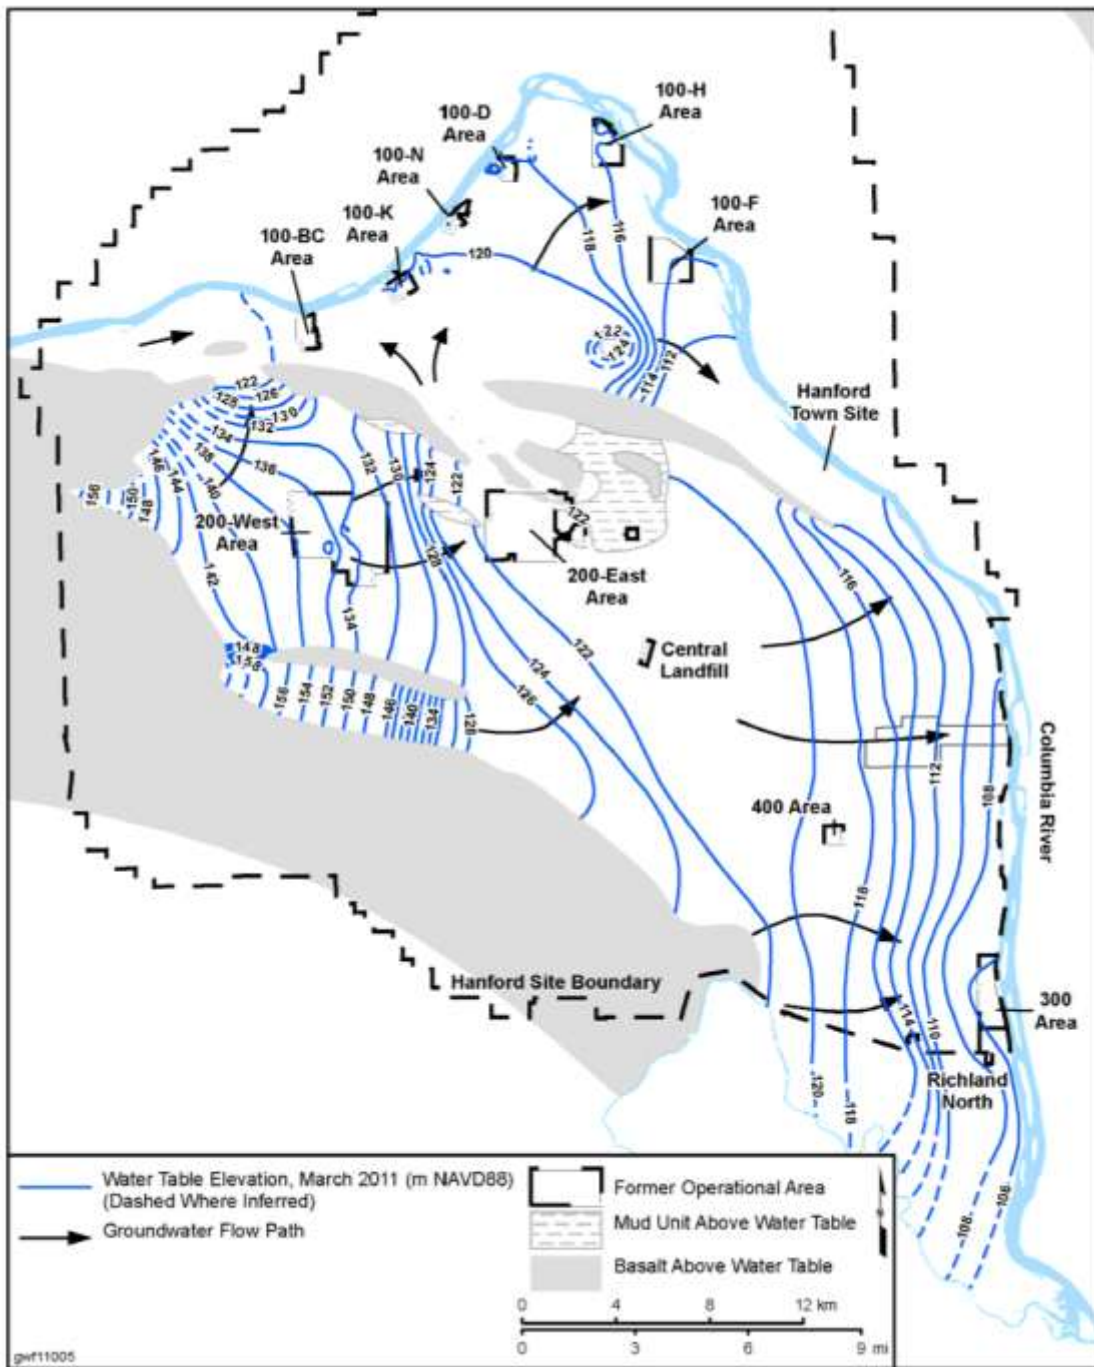 100-H
Area
100-D
Area
100-N
Area
100-F
Area
100-K
Area
100-BC
Area
116
118
120
122
124
114
112
Hanford
Town Site
122
126
128
130
132
134
138
136
140
146
144
156
150
148
132
130
124
122
122
200-West
Area
128
200-East
Area
142
134
116
148
158
Central
Landfill
122
124
126
156
154
152
150
148
146
140
134
128
112
108
Columbia River
400 Area
118
Hanford Site Boundary
300
Area
114
110
Richland
North
120
118
108
106
Water Table Elevation, March 2011 (m NAVD88)
(Dashed Where Inferred)
Groundwater Flow Path
Former Operational Area
Mud Unit Above Water Table
Basalt Above Water Table
0 4 8 12 km
0 3 6 9 mi
gwf11005